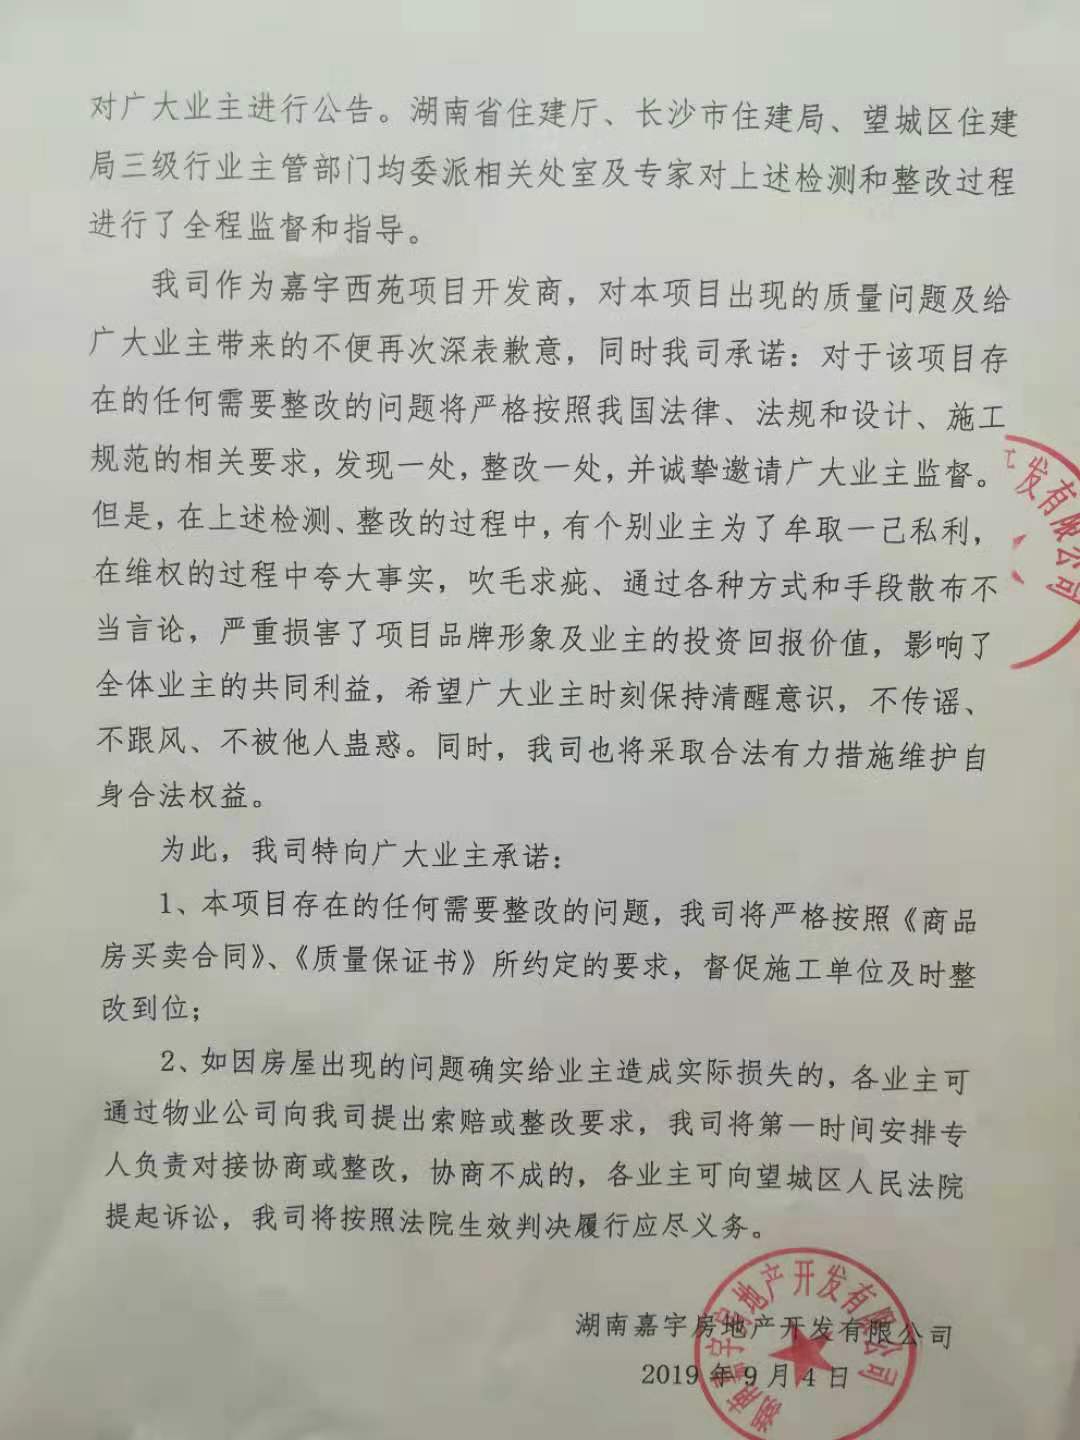 对广大业主进行公告。湖南省住建厅、长沙市住建局、望城区住建
局三级行业主管部门均委派相关处室及专家对上述检测和整改过程
进行了全程监督和指导。
我司作为嘉宇西苑项目开发商，对本项目出现的质量问题及给
广大业主带来的不便再次深表歉意，同时我司承诺：对于该项目存
在的任何需要整改的问题将严格按照我国法律、法规和设计、施工
规范的相关要求，发现一处，整改一处，并诚挚邀请广大业主监督。
但是，在上述检测、整改的过程中，有个别业主为了牟取一己私利，
在维权的过程中夸大事实，吹毛求疵、通过各种方式和手段散布不
当言论，严重损害了项目品牌形象及业主的投资回报价值，影响了
全体业主的共同利益，希望广大业主时刻保持清醒意识，不传谣、
不跟风、不被他人蛊惑。同时，我司也将采取合法有力措施维护自
身合法权益。
为此，我司特向广大业主承诺：
1、本项目存在的任何需要整改的问题，我司将严格按照《商品
房买卖合同》、《质量保证书》所约定的要求，督促施工单位及时整
改到位；
2、如因房屋出现的问题确实给业主造成实际损失的，各业主可
通过物业公司向我司提出索赔或整改要求，我司将第一时间安排专
人负责对接协商或整改，协商不成的，各业主可向望城区人民法院
提起诉讼，我司将按照法院生效判决履行应尽义务。
湖南嘉宇房地产开发有限公司
2019年9月4日
湖南嘉宇房地产开发有限公司
发有限公司